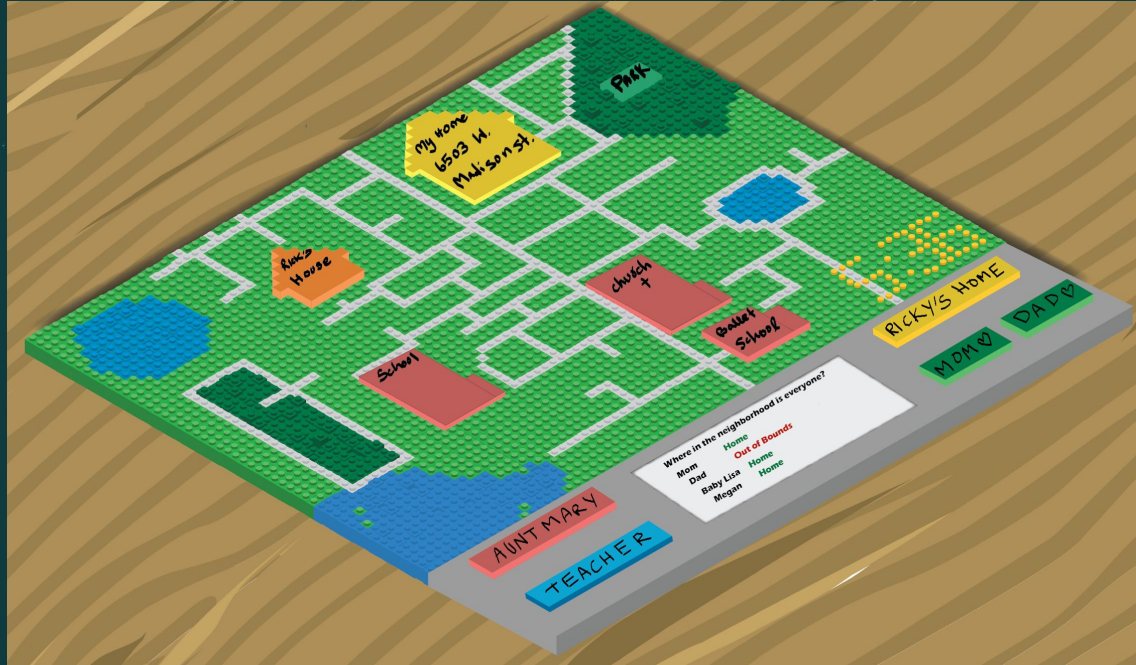 PARK
My Home
6503 W.
Madison St.
Rick's
House
church
+
Ballet
School
School
RICKY'S HOME
DAD♡
MOM♡
Where in the neighborhood is everyone?
Mom Home
Dad Out of Bounds
Baby Lisa Home
Megan Home
AUNT MARY
TEACHER